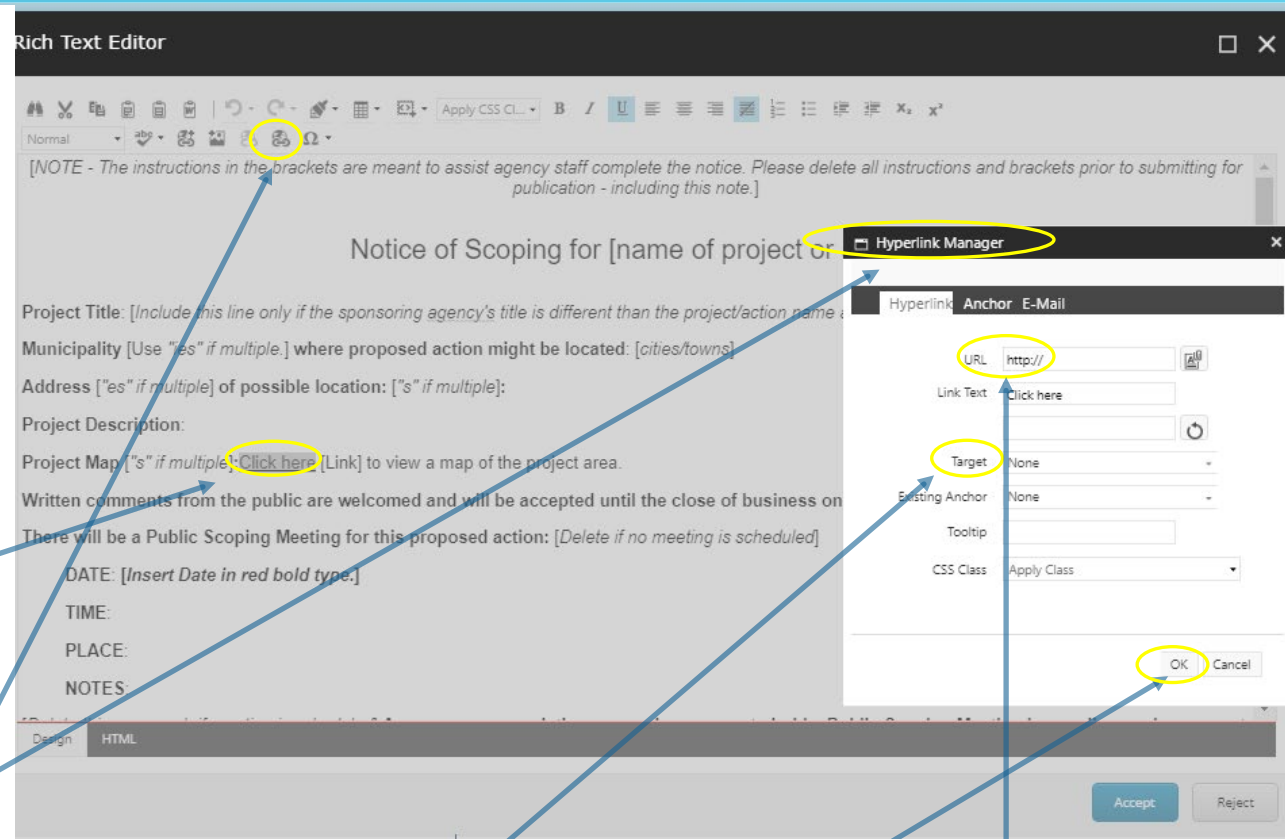 Rich Text Editor
Apply CSS Cl...
B I U
X₂ x²
Normal
abc
Ω
[NOTE - The instructions in the brackets are meant to assist agency staff complete the notice. Please delete all instructions and brackets prior to submitting for
publication - including this note.]
Notice of Scoping for [name of project or
Project Title: [Include this line only if the sponsoring agency's title is different than the project/action name
Municipality [Use "ies" if multiple.] where proposed action might be located: [cities/towns]
Address ["es" if multiple] of possible location: ["s" if multiple]:
Project Description:
Project Map ["s" if multiple]:Click here [Link] to view a map of the project area.
Written comments from the public are welcomed and will be accepted until the close of business on
There will be a Public Scoping Meeting for this proposed action: [Delete if no meeting is scheduled]
DATE: [Insert Date in red bold type.]
TIME:
PLACE:
NOTES:
Design HTML
Accept Reject
Hyperlink Manager
Hyperlink Anchor E-Mail
URL http://
Link Text Click here
Target None
Existing Anchor None
Tooltip
CSS Class Apply Class
OK Cancel